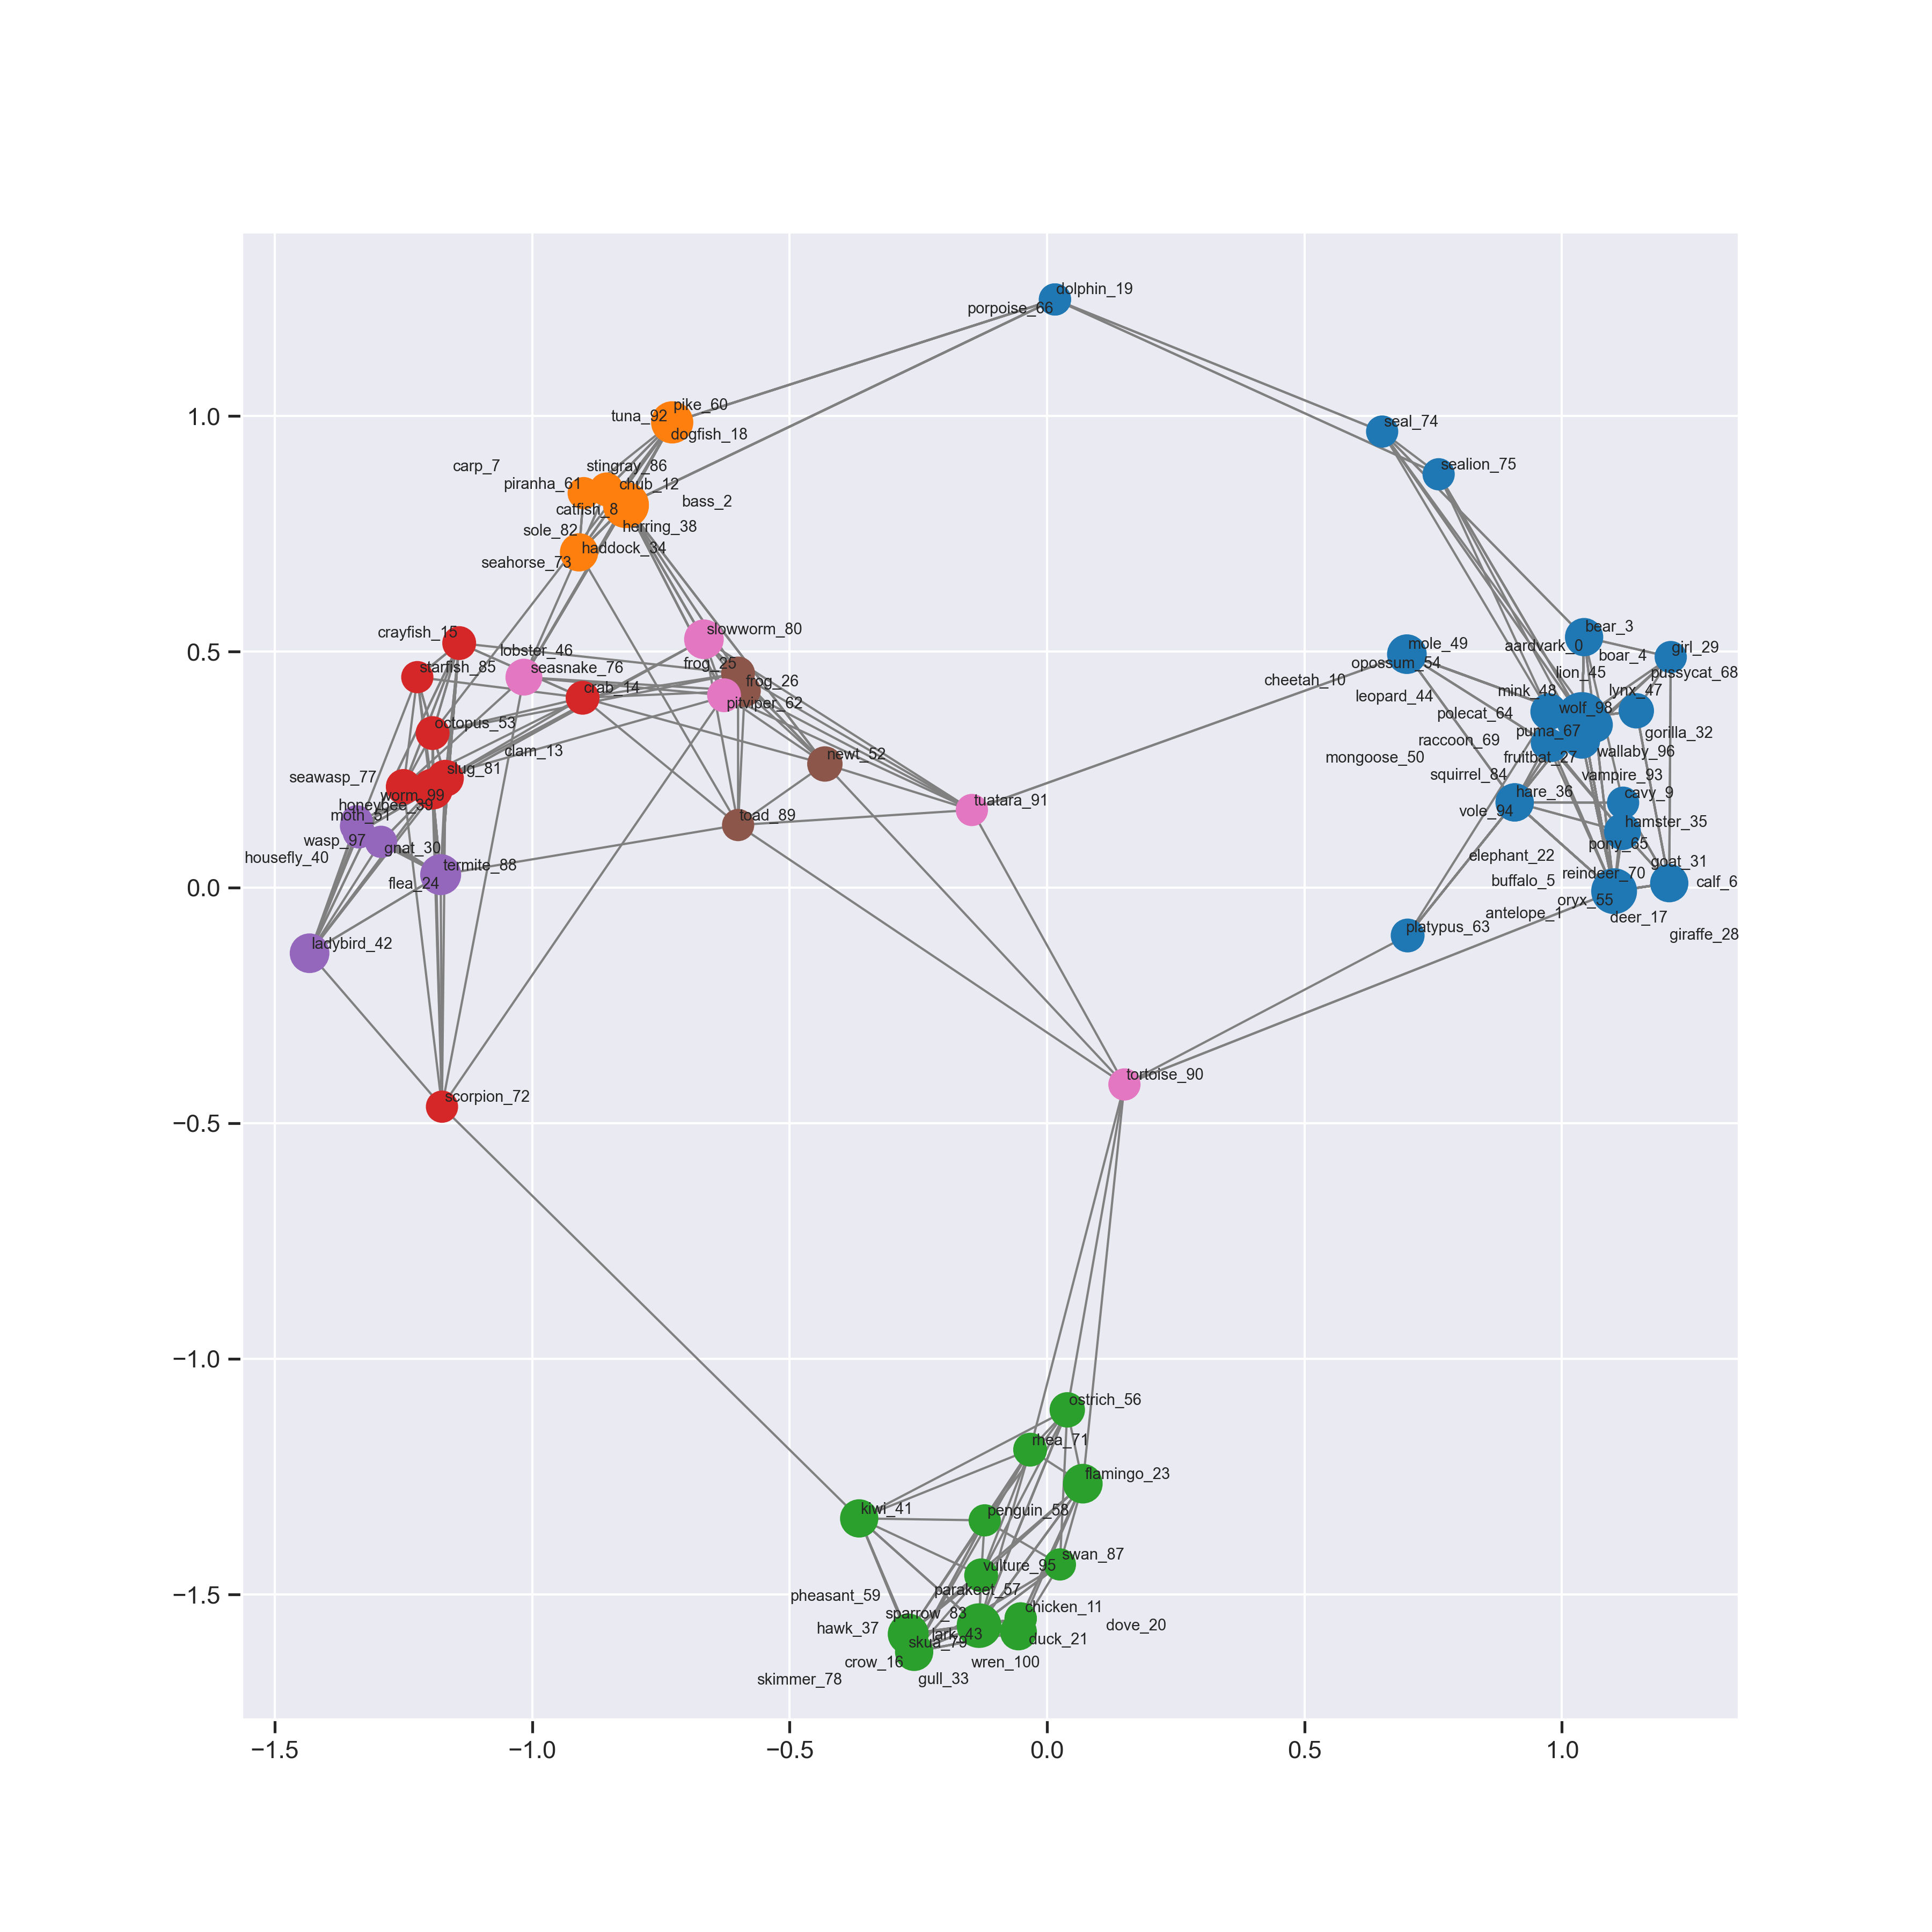 dolphin_19
porpoise_66
1.0
pike_60
tuna_92
dogfish_18
seal_74
carp_7
stingray_86
sealion_75
piranha_61
chub_12
bass_2
catfish_8
herring_38
sole_82
haddock_34
seahorse_73
0.5
crayfish_15
lobster_46
slowworm_80
starfish_85
seasnake_76
frog_25
frog_26
crab_14
pitviper_62
octopus_53
clam_13
newt_52
seawasp_77
slug_81
worm_99
honeybee_39
moth_51
wasp_97
gnat_30
housefly_40
termite_88
flea_24
toad_89
tuatara_91
ladybird_42
bear_3
mole_49
aardvark_0
boar_4
girl_29
opossum_54
lion_45
pussycat_68
cheetah_10
leopard_44
mink_48
lynx_47
polecat_64
wolf_98
raccoon_69
puma_67
gorilla_32
mongoose_50
fruitbat_27
wallaby_96
squirrel_84
vampire_93
hare_36
cavy_9
vole_94
hamster_35
pony_65
elephant_22
goat_31
buffalo_5
reindeer_70
calf_6
oryx_55
antelope_1
deer_17
platypus_63
giraffe_28
0.0
tortoise_90
scorpion_72
−0.5
−1.0
ostrich_56
rhea_71
flamingo_23
kiwi_41
penguin_58
swan_87
vulture_95
parakeet_57
pheasant_59
−1.5
chicken_11
sparrow_83
hawk_37
lark_43
dove_20
skua_79
duck_21
crow_16
wren_100
skimmer_78
gull_33
−1.5 −1.0 −0.5 0.0 0.5 1.0